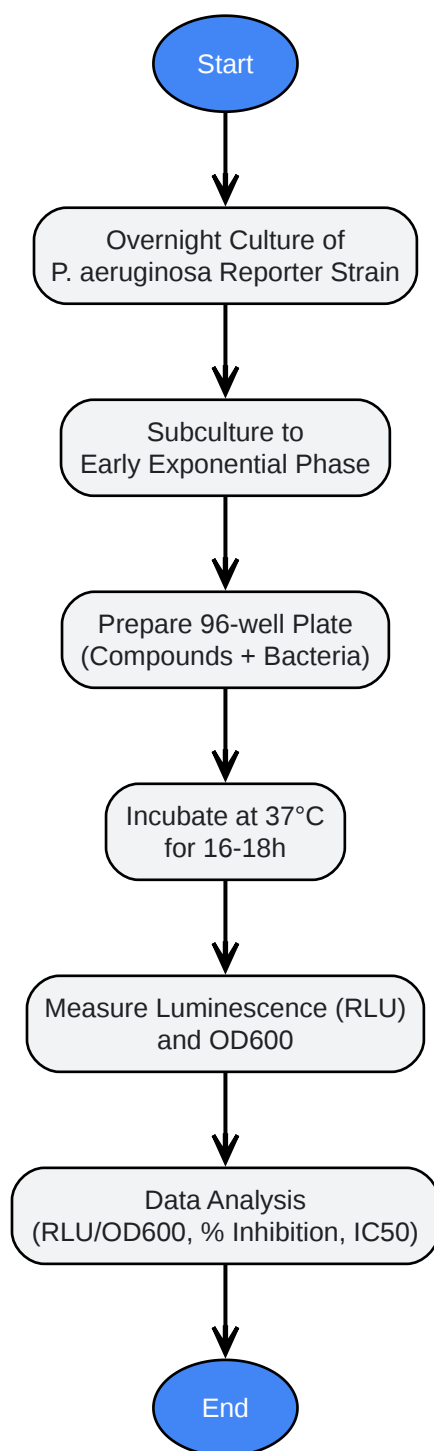 Start
Overnight Culture of
P. aeruginosa Reporter Strain
Subculture to
Early Exponential Phase
Prepare 96-well Plate
(Compounds + Bacteria)
Incubate at 37°C
for 16-18h
Measure Luminescence (RLU)
and OD600
Data Analysis
(RLU/OD600, % Inhibition, IC50)
End